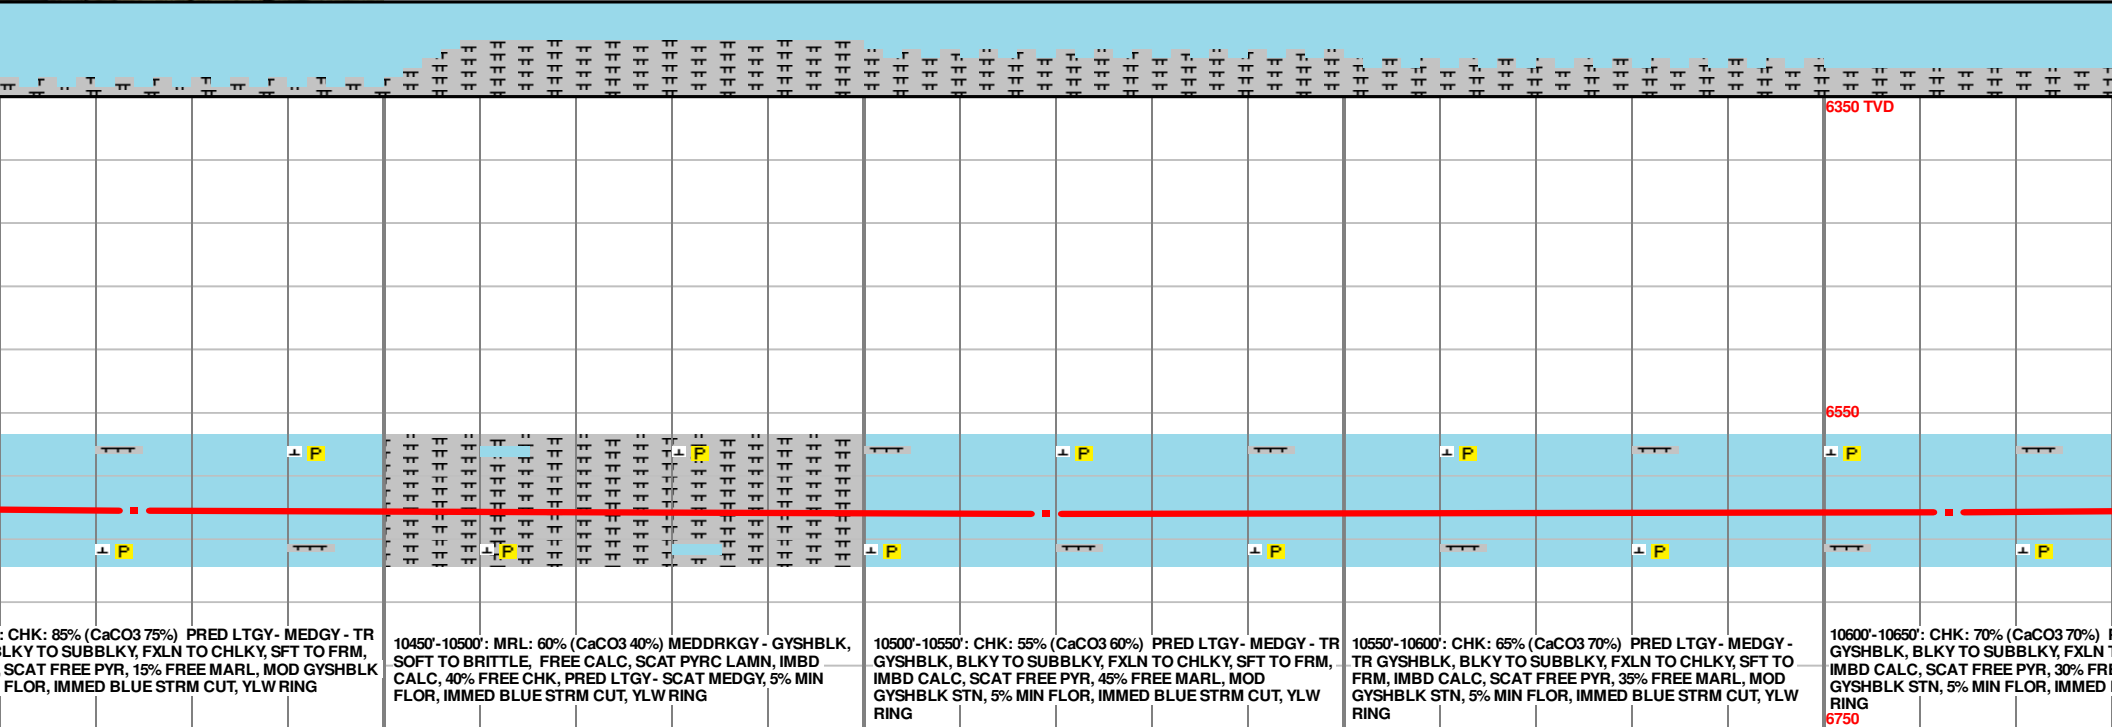 6350 TVD
6550
P
P
P
P
P
P
P
P
P
P
P
: CHK: 85% (CaCO3 75%) PRED LTGY - MEDGY - TR
BLKY TO SUBBLKY, FXLN TO CHLKY, SFT TO FRM,
, SCAT FREE PYR, 15% FREE MARL, MOD GYSHBLK
FLOR, IMMED BLUE STRM CUT, YLW RING
10450'-10500': MRL: 60% (CaCO3 40%) MEDDRKGY - GYSHBLK,
SOFT TO BRITTLE, FREE CALC, SCAT PYRC LAMN, IMBD
CALC, 40% FREE CHK, PRED LTGY - SCAT MEDGY, 5% MIN
FLOR, IMMED BLUE STRM CUT, YLW RING
10500'-10550': CHK: 55% (CaCO3 60%) PRED LTGY - MEDGY - TR
GYSHBLK, BLKY TO SUBBLKY, FXLN TO CHLKY, SFT TO FRM,
IMBD CALC, SCAT FREE PYR, 45% FREE MARL, MOD
GYSHBLK STN, 5% MIN FLOR, IMMED BLUE STRM CUT, YLW
RING
10550'-10600': CHK: 65% (CaCO3 70%) PRED LTGY - MEDGY -
TR GYSHBLK, BLKY TO SUBBLKY, FXLN TO CHLKY, SFT TO
FRM, IMBD CALC, SCAT FREE PYR, 35% FREE MARL, MOD
GYSHBLK STN, 5% MIN FLOR, IMMED BLUE STRM CUT, YLW
RING
10600'-10650': CHK: 70% (CaCO3 70%)
GYSHBLK, BLKY TO SUBBLKY, FXLN
IMBD CALC, SCAT FREE PYR, 30%
GYSHBLK STN, 5% MIN FLOR, IMMED
RING
6750